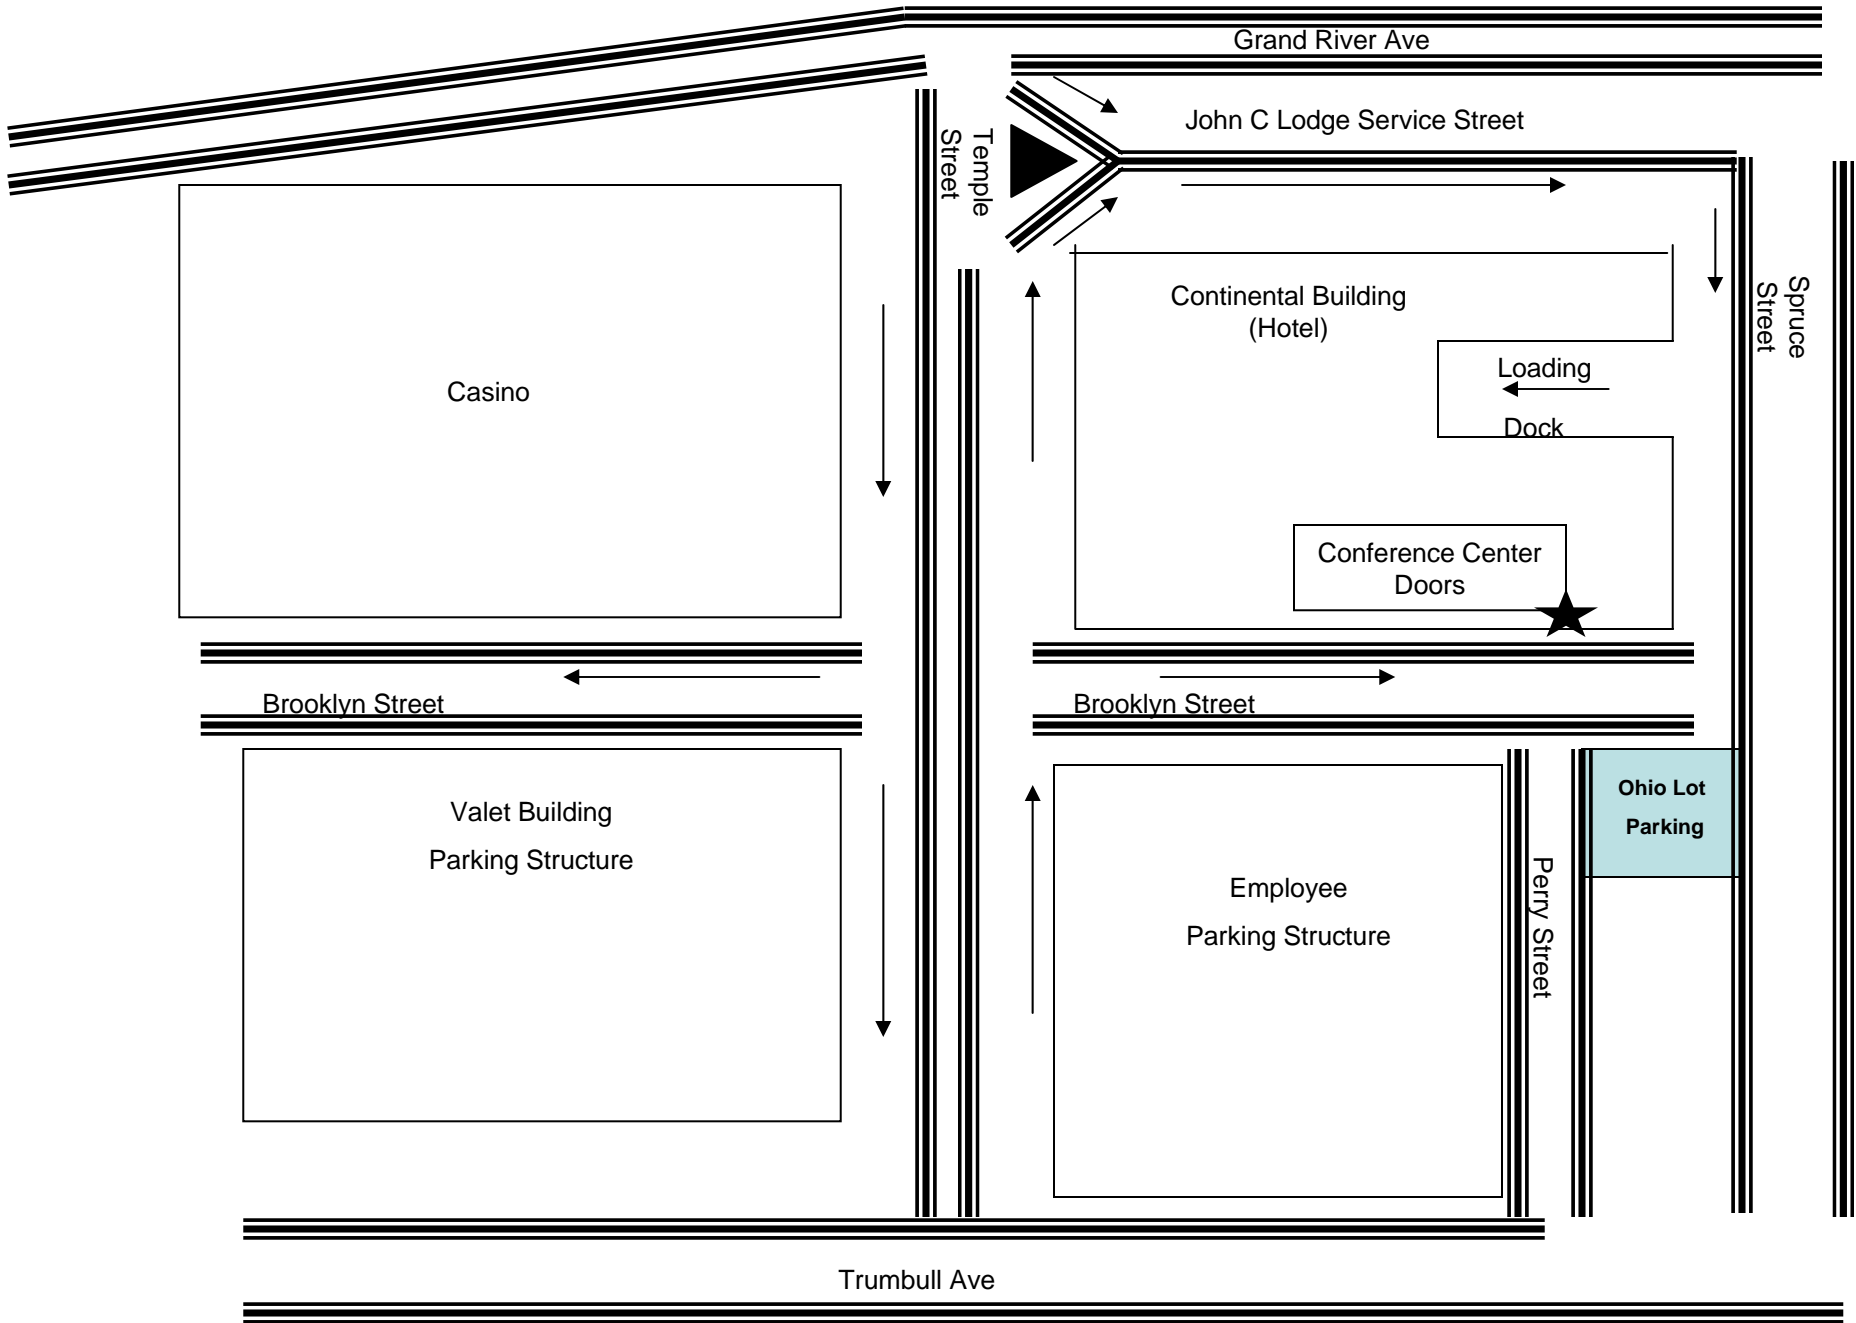 Grand River Ave
John C Lodge Service Street
Temple
Street
Spruce
Street
Continental Building
(Hotel)
Loading
Dock
Casino
Conference Center
Doors
Brooklyn Street
Brooklyn Street
Valet Building
Parking Structure
Employee
Parking Structure
Perry Street
Ohio Lot
Parking
Trumbull Ave